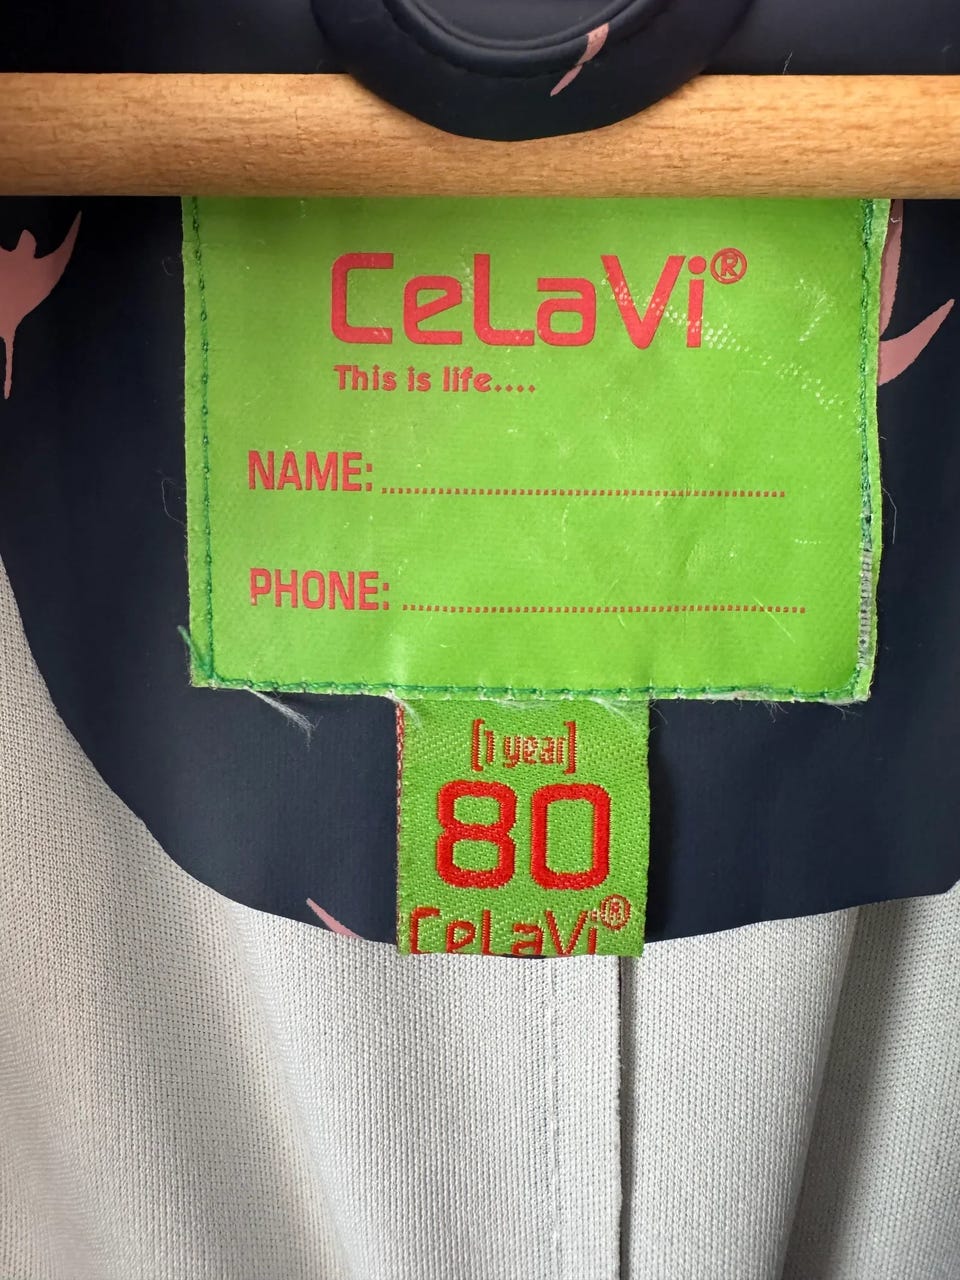 CeLaVi®
This is life....
NAME: ................................................
PHONE: ................................................
[1 year]
80
CeLaVi®